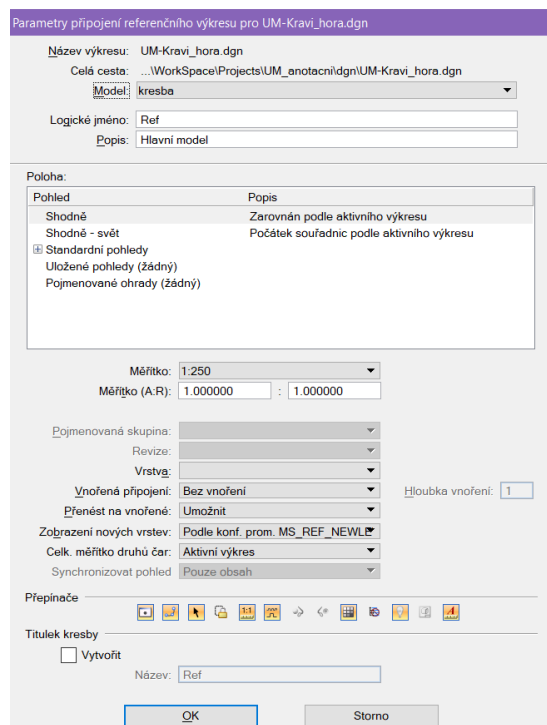 Parametry připojení referenčního výkresu pro UM-Kravi_hora.dgn
Název výkresu: UM-Kravi_hora.dgn
Celá cesta: ...\WorkSpace\Projects\UM_anotacni\dgn\UM-Kravi_hora.dgn
Model: kresba
Logické jméno: Ref
Popis: Hlavní model
Poloha:
Pohled Popis
Shodně Zarovnán podle aktivního výkresu
Shodně - svět Počátek souřadnic podle aktivního výkresu
Standardní pohledy
Uložené pohledy (žádný)
Pojmenované ohrady (žádný)
Měřítko: 1:250
Měřítko (A:R): 1.000000 : 1.000000
Pojmenovaná skupina:
Revize:
Vrstva:
Vnořená připojení: Bez vnoření Hloubka vnoření: 1
Přenést na vnořené: Umožnit
Zobrazení nových vrstev: Podle konf. prom. MS_REF_NEWLE
Celk. měřítko druhů čar: Aktivní výkres
Synchronizovat pohled Pouze obsah
Přepínače
1:1
Titulek kresby
Vytvořit
Název: Ref
OK Storno